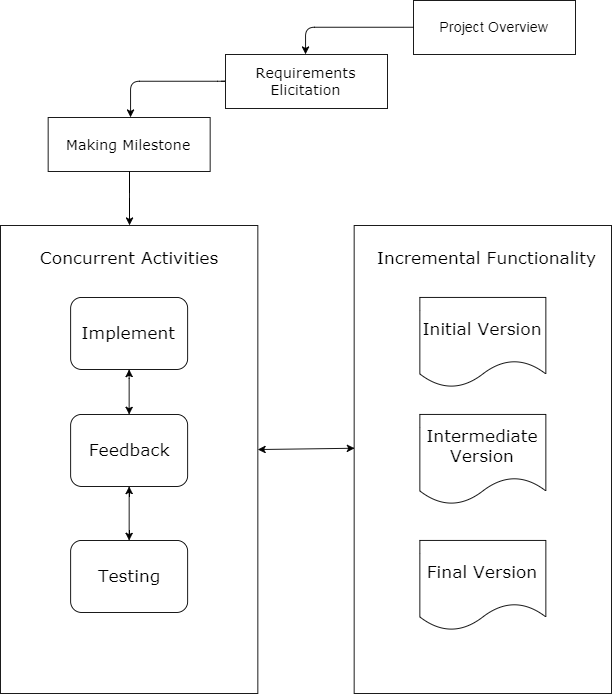 Project Overview
Requirements
Elicitation
Making Milestone
Concurrent Activities
Implement
Feedback
Testing
Incremental Functionality
Initial Version
Intermediate
Version
Final Version